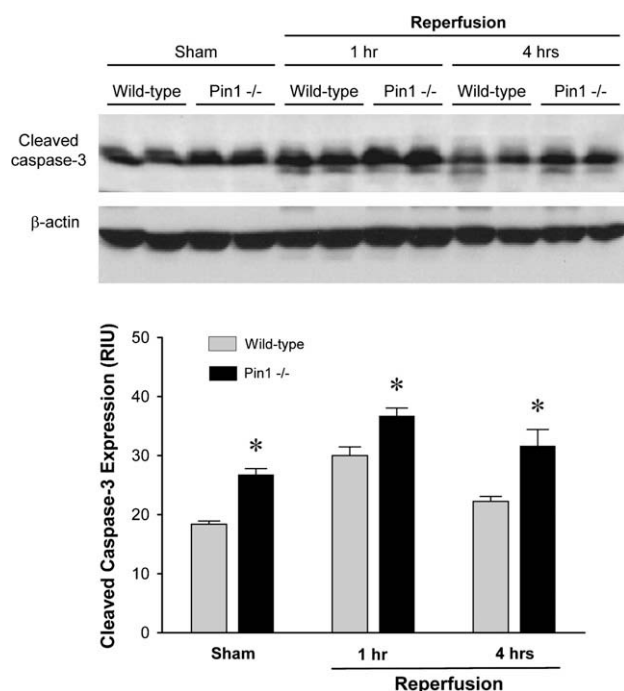 Reperfusion
Sham 1 hr 4 hrs
Wild-type Pin1 -/- Wild-type Pin1 -/- Wild-type Pin1 -/-
Cleaved
caspase-3
β-actin
Cleaved Caspase-3 Expression (RIU)
50
40
30
20
10
0
Wild-type
Pin1 -/-
* * *
Sham 1 hr 4 hrs
Reperfusion